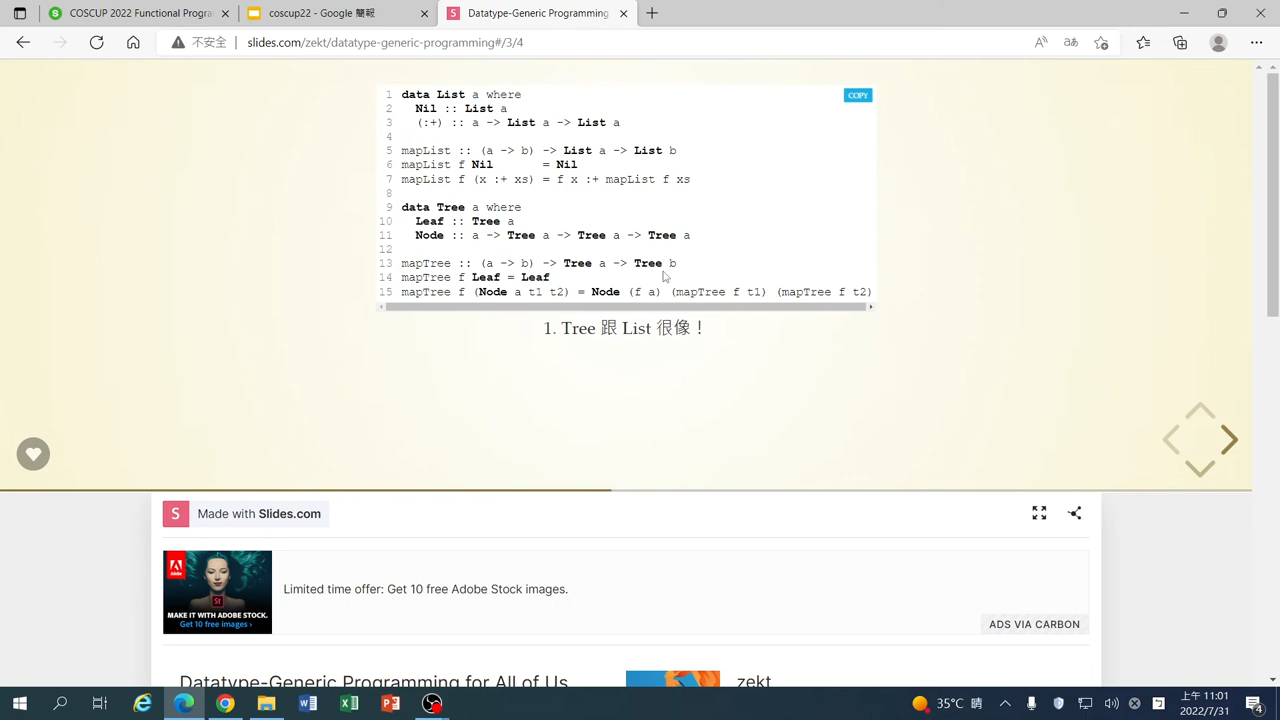 COSCUP 2022 Functional Progra
coscup22 - Google 簡報
Datatype-Generic Programming
不安全
slides.com/zekt/datatype-generic-programming#/3/4
COPY
1 data List a where
2 Nil :: List a
3 (:+) :: a -> List a -> List a
4
5 mapList :: (a -> b) -> List a -> List b
6 mapList f Nil = Nil
7 mapList f (x :+ xs) = f x :+ mapList f xs
8
9 data Tree a where
10 Leaf :: Tree a
11 Node :: a -> Tree a -> Tree a -> Tree a
12
13 mapTree :: (a -> b) -> Tree a -> Tree b
14 mapTree f Leaf = Leaf
15 mapTree f (Node a t1 t2) = Node (f a) (mapTree f t1) (mapTree f t2)
1. Tree 跟 List 很像！
S Made with Slides.com
Adobe
St
MAKE IT WITH ADOBE STOCK.
Get 10 free images ›
Limited time offer: Get 10 free Adobe Stock images.
ADS VIA CARBON
Datatype-Generic Programming for All of Us
zekt
35°C 晴
上午 11:01
2022/7/31
4